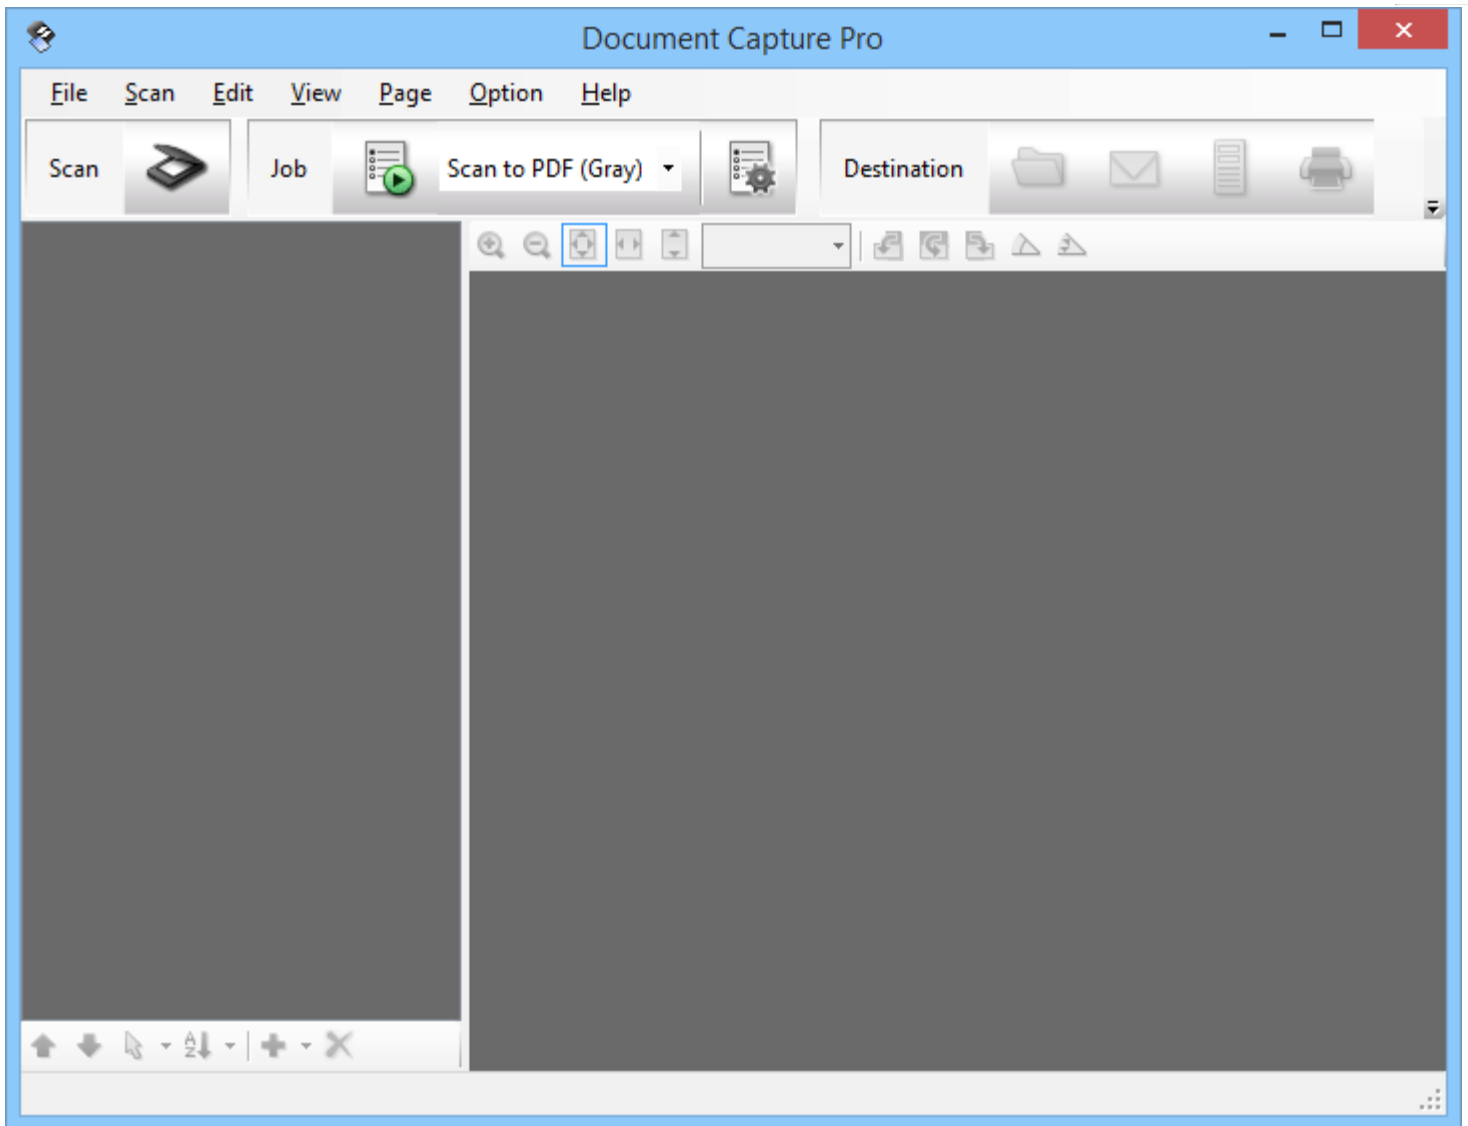 Document Capture Pro
File Scan Edit View Page Option Help
Scan Job Scan to PDF (Gray) Destination
A
Z